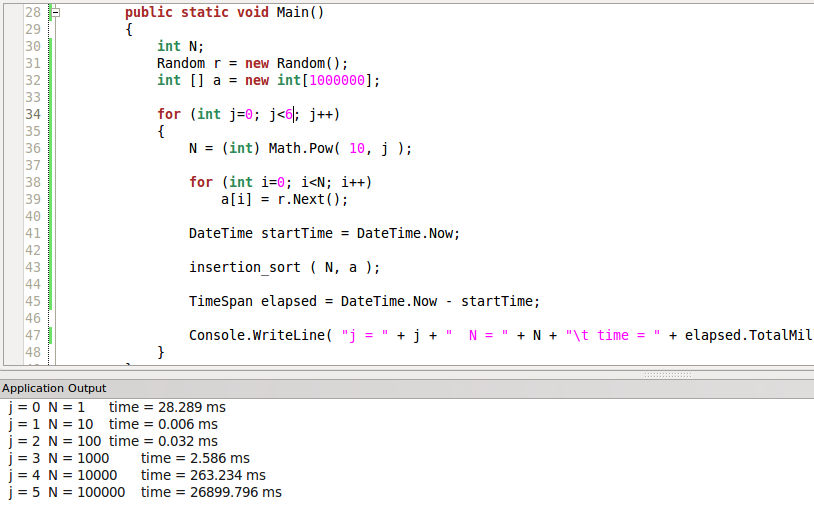 28 public static void Main()
29 {
30 int N;
31 Random r = new Random();
32 int [] a = new int[1000000];
33
34 for (int j=0; j<6; j++)
35 {
36 N = (int) Math.Pow( 10, j );
37
38 for (int i=0; i<N; i++)
39 a[i] = r.Next();
40
41 DateTime startTime = DateTime.Now;
42
43 insertion_sort ( N, a );
44
45 TimeSpan elapsed = DateTime.Now - startTime;
46
47 Console.WriteLine( "j = " + j + "  N = " + N + "\t time = " + elapsed.TotalMil
48 }
Application Output
j = 0  N = 1 time = 28.289 ms
j = 1  N = 10 time = 0.006 ms
j = 2  N = 100 time = 0.032 ms
j = 3  N = 1000 time = 2.586 ms
j = 4  N = 10000 time = 263.234 ms
j = 5  N = 100000 time = 26899.796 ms